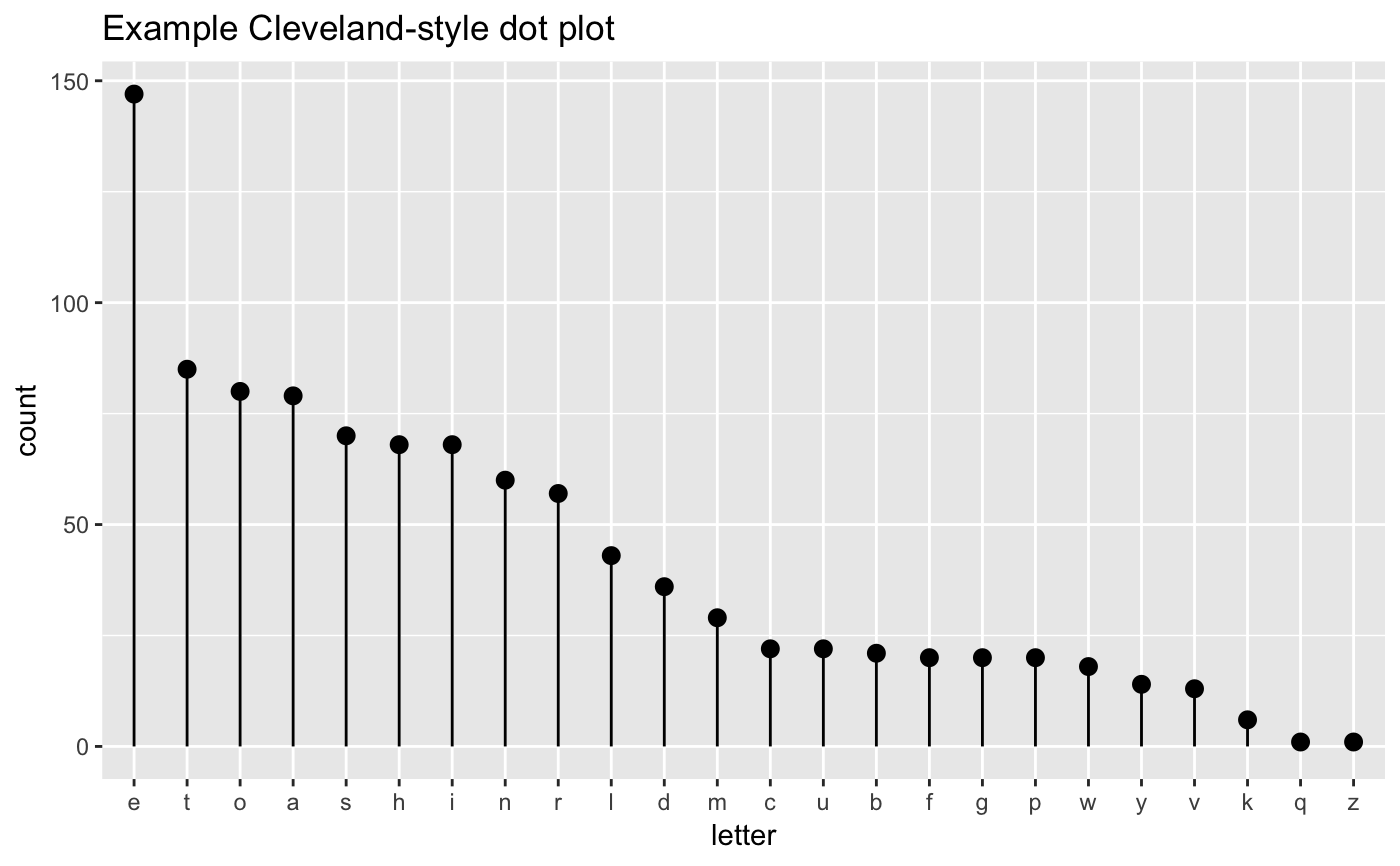 Example Cleveland-style dot plot
150
100
50
0
count
e t o a s h i n r l d m c u b f g p w y v k q z
letter